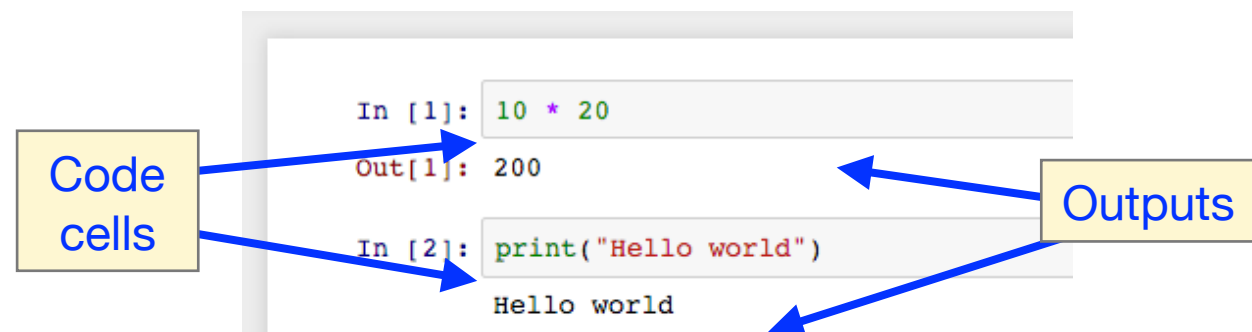 In [1]: 10 * 20
Out[1]: 200
Code
cells
Outputs
In [2]: print("Hello world")
Hello world